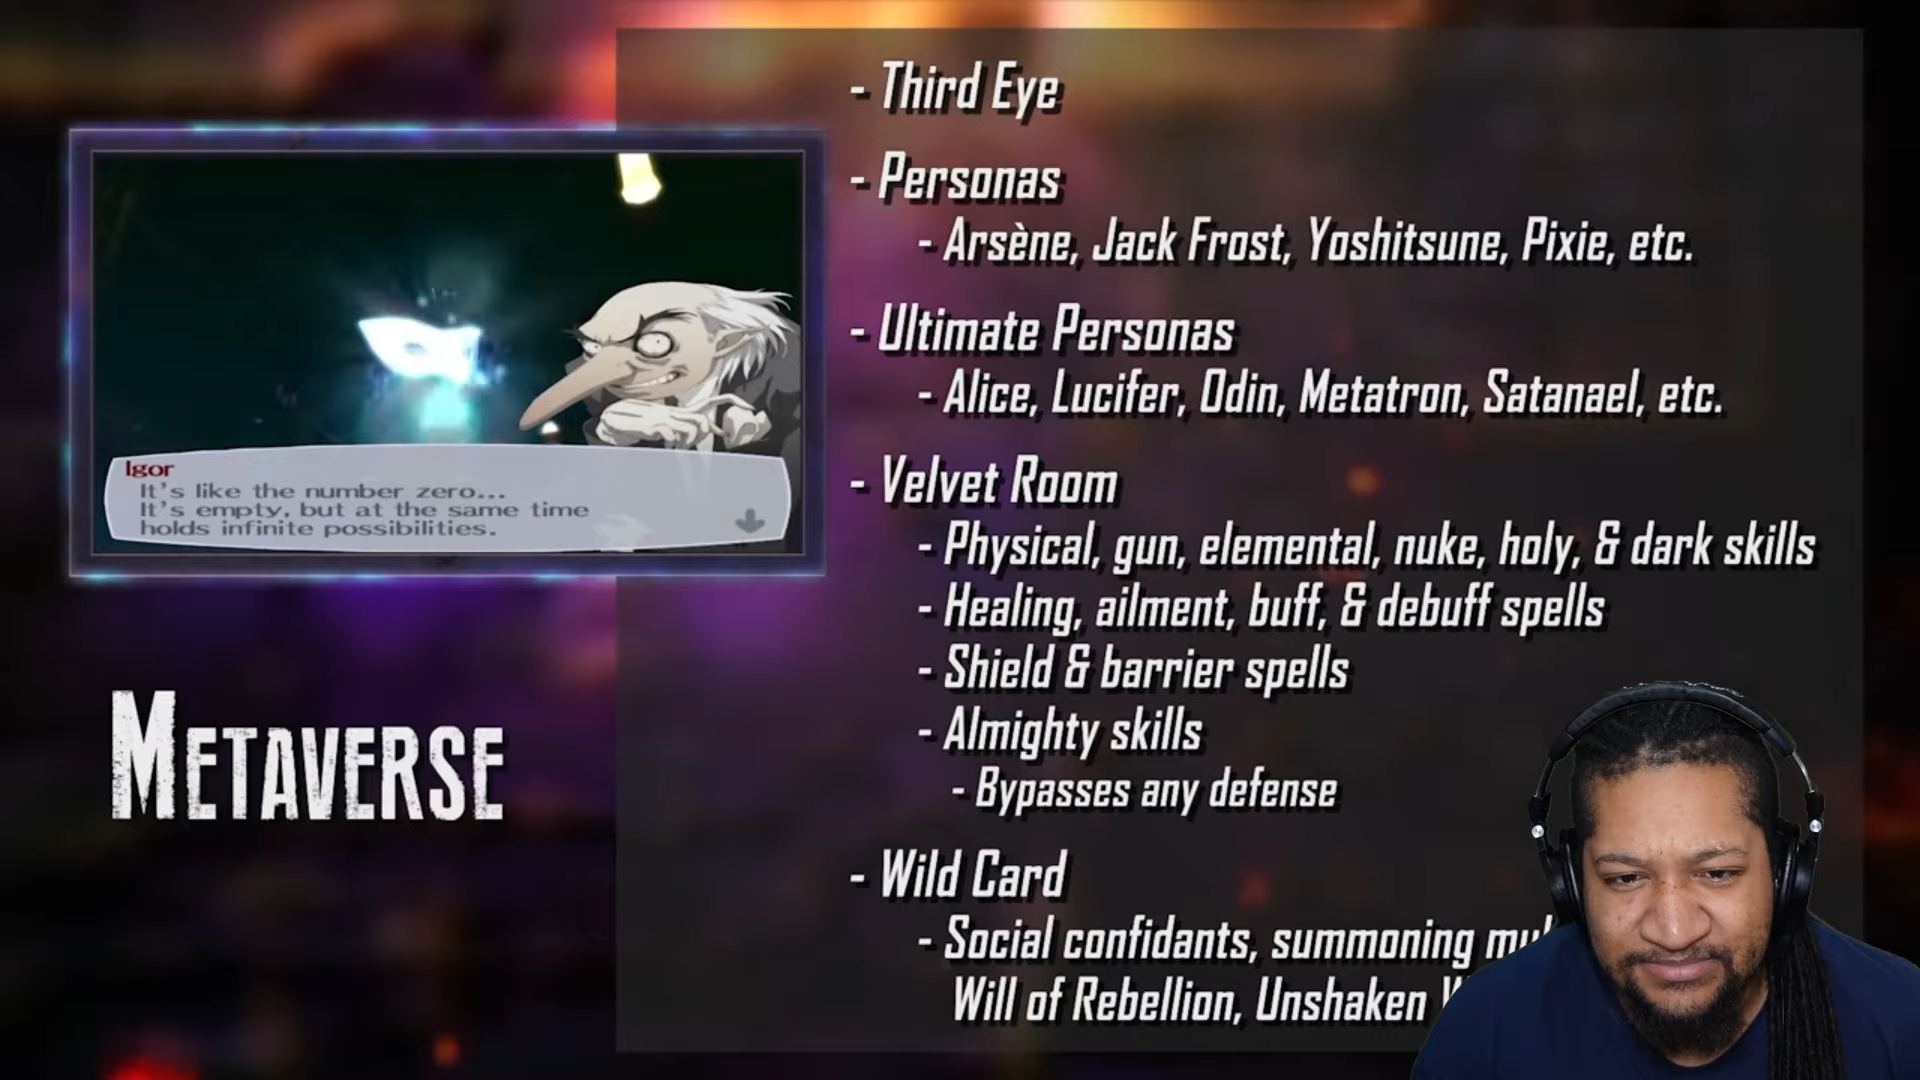 Igor
It's like the number zero...
It's empty, but at the same time
holds infinite possibilities.
METAVERSE
- Third Eye
- Personas
- Arsène, Jack Frost, Yoshitsune, Pixie, etc.
- Ultimate Personas
- Alice, Lucifer, Odin, Metatron, Satanael, etc.
- Velvet Room
- Physical, gun, elemental, nuke, holy, & dark skills
- Healing, ailment, buff, & debuff spells
- Shield & barrier spells
- Almighty skills
- Bypasses any defense
- Wild Card
- Social confidants, summoning
Will of Rebellion, Unshaken